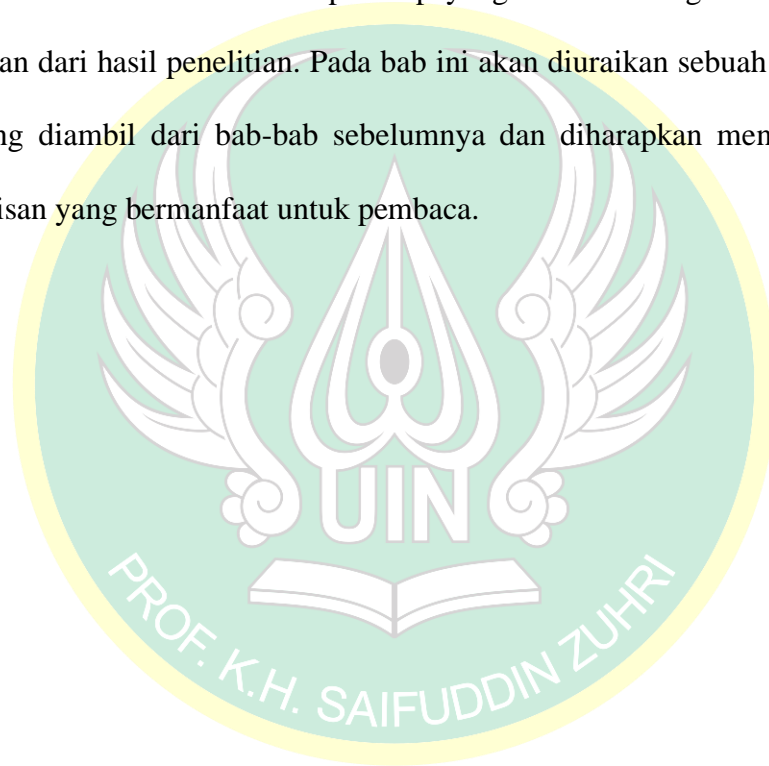 an dari hasil penelitian. Pada bab ini akan diuraikan sebuah
ng diambil dari bab-bab sebelumnya dan diharapkan men
isan yang bermanfaat untuk pembaca.
UIN
PROF. K.H. SAIFUDDIN ZUHRI